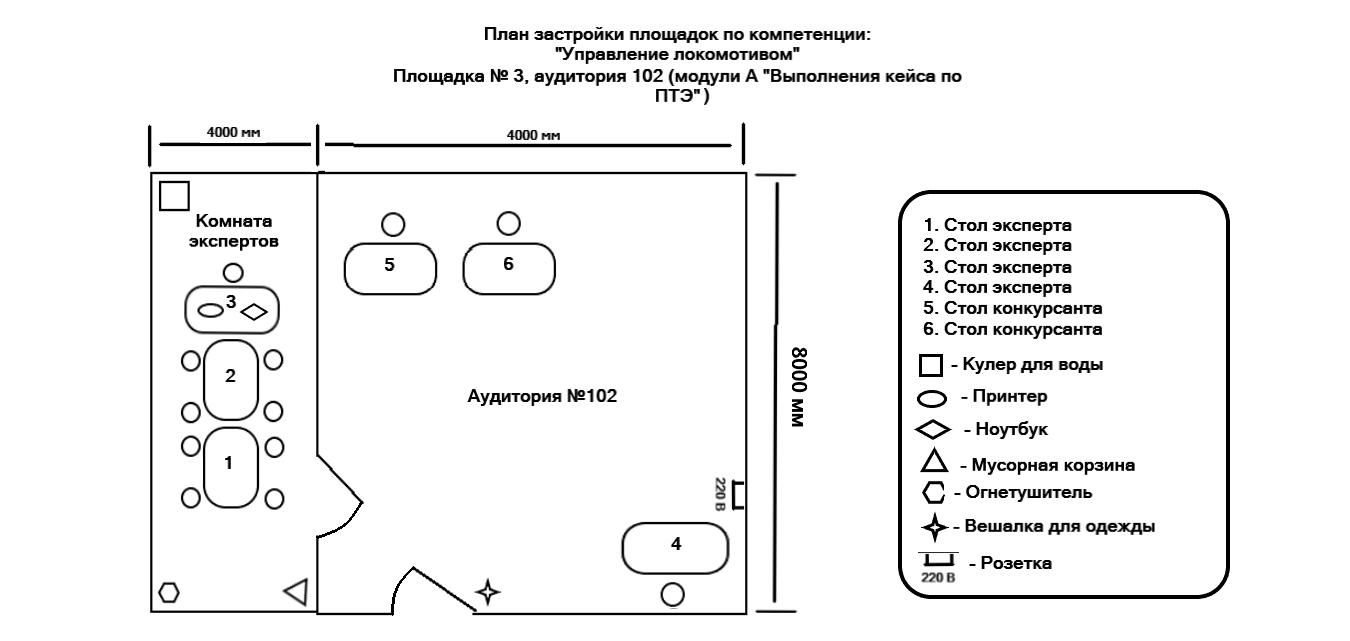 План застройки площадок по компетенции:
"Управление локомотивом"
Площадка № 3, аудитория 102 (модули А "Выполнения кейса по
ПТЭ")
4000 мм
4000 мм
Комната
экспертов
3
2
1
5
6
Аудитория №102
220 В
4
8000 мм
1. Стол эксперта
2. Стол эксперта
3. Стол эксперта
4. Стол эксперта
5. Стол конкурсанта
6. Стол конкурсанта
- Кулер для воды
- Принтер
- Ноутбук
- Мусорная корзина
- Огнетушитель
- Вешалка для одежды
- Розетка
220 В